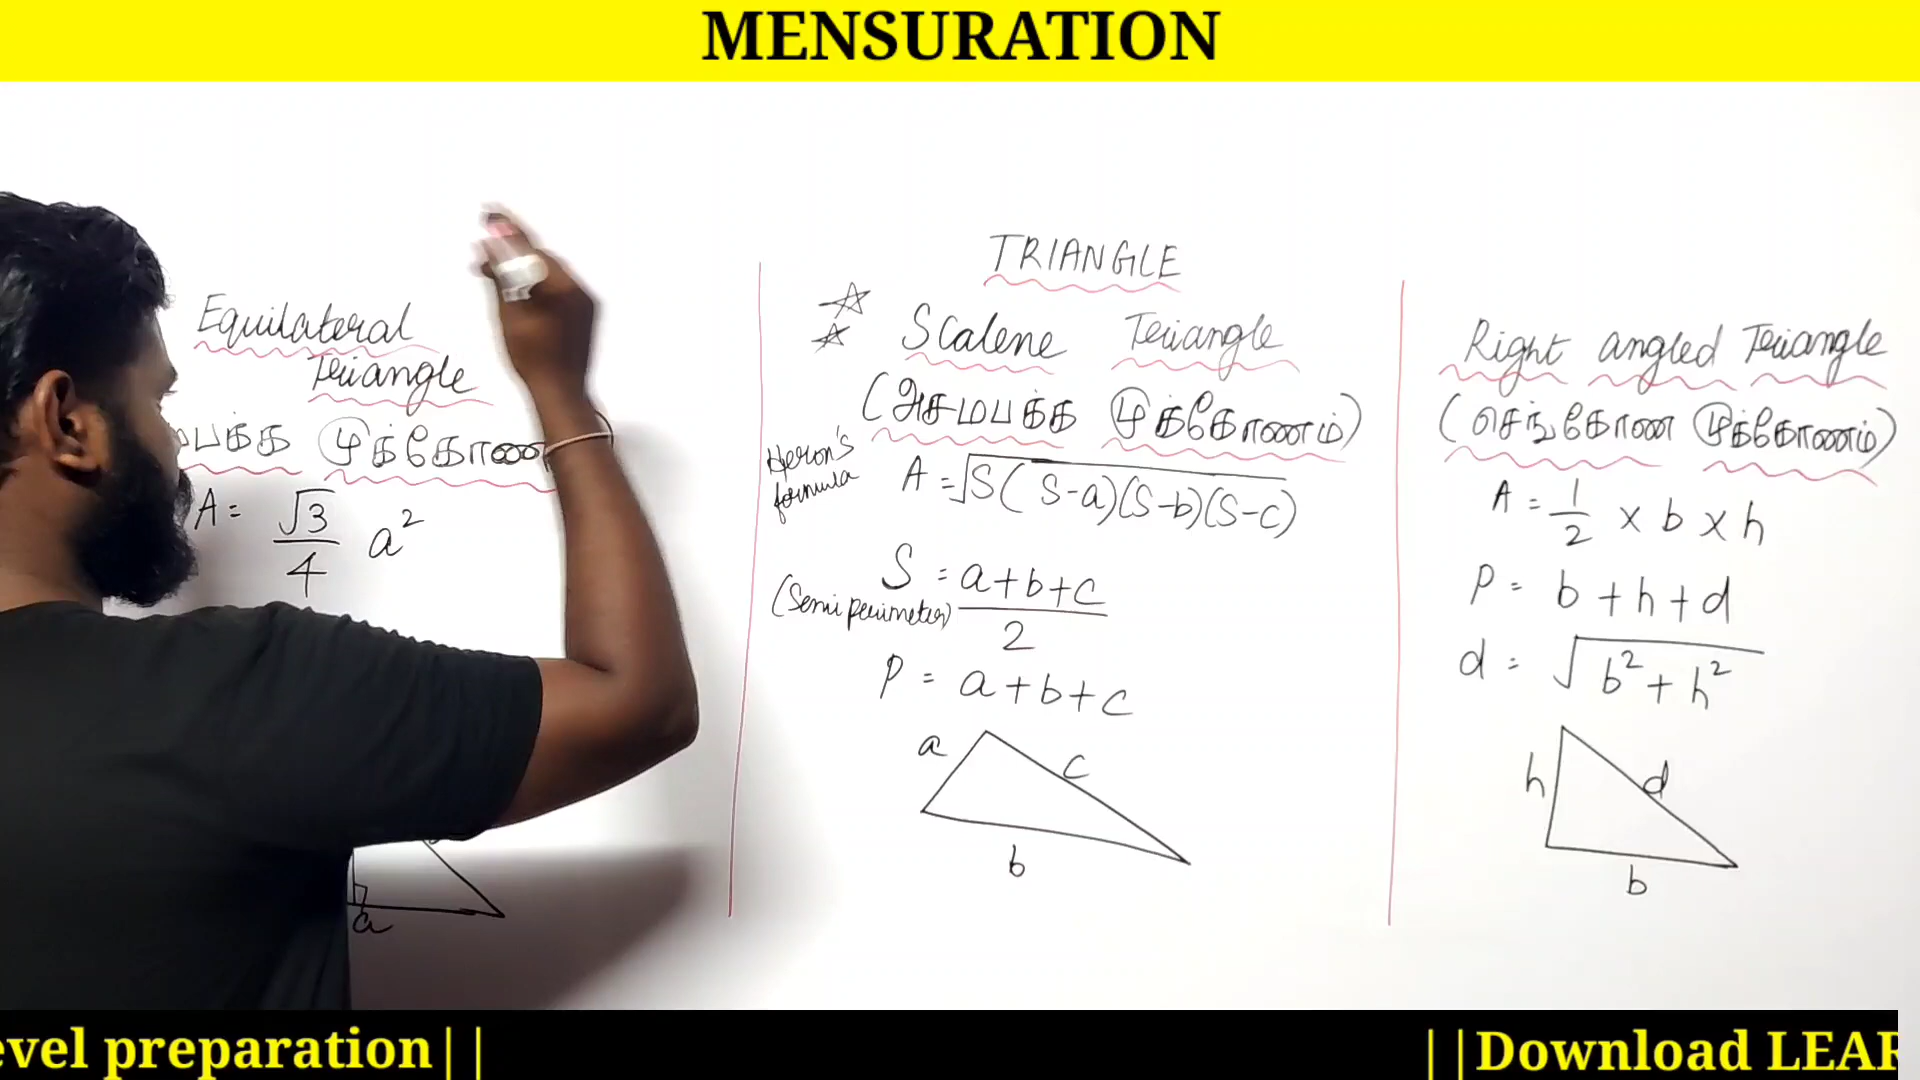 MENSURATION
TRIANGLE
Equilateral
Triangle
முக்கோண
A = √3/4 a²
a
Scalene Triangle
(அசமபக்க முக்கோணம்)
Heron's
formula
A = √S(S-a)(S-b)(S-c)
S = a+b+c/2
(Semi perimeter)
P = a+b+c
a
c
b
Right angled Triangle
(செங்கோண முக்கோணம்)
A = 1/2 × b × h
P = b + h + d
d = √b² + h²
h
d
b
evel preparation||
||Download LEAR